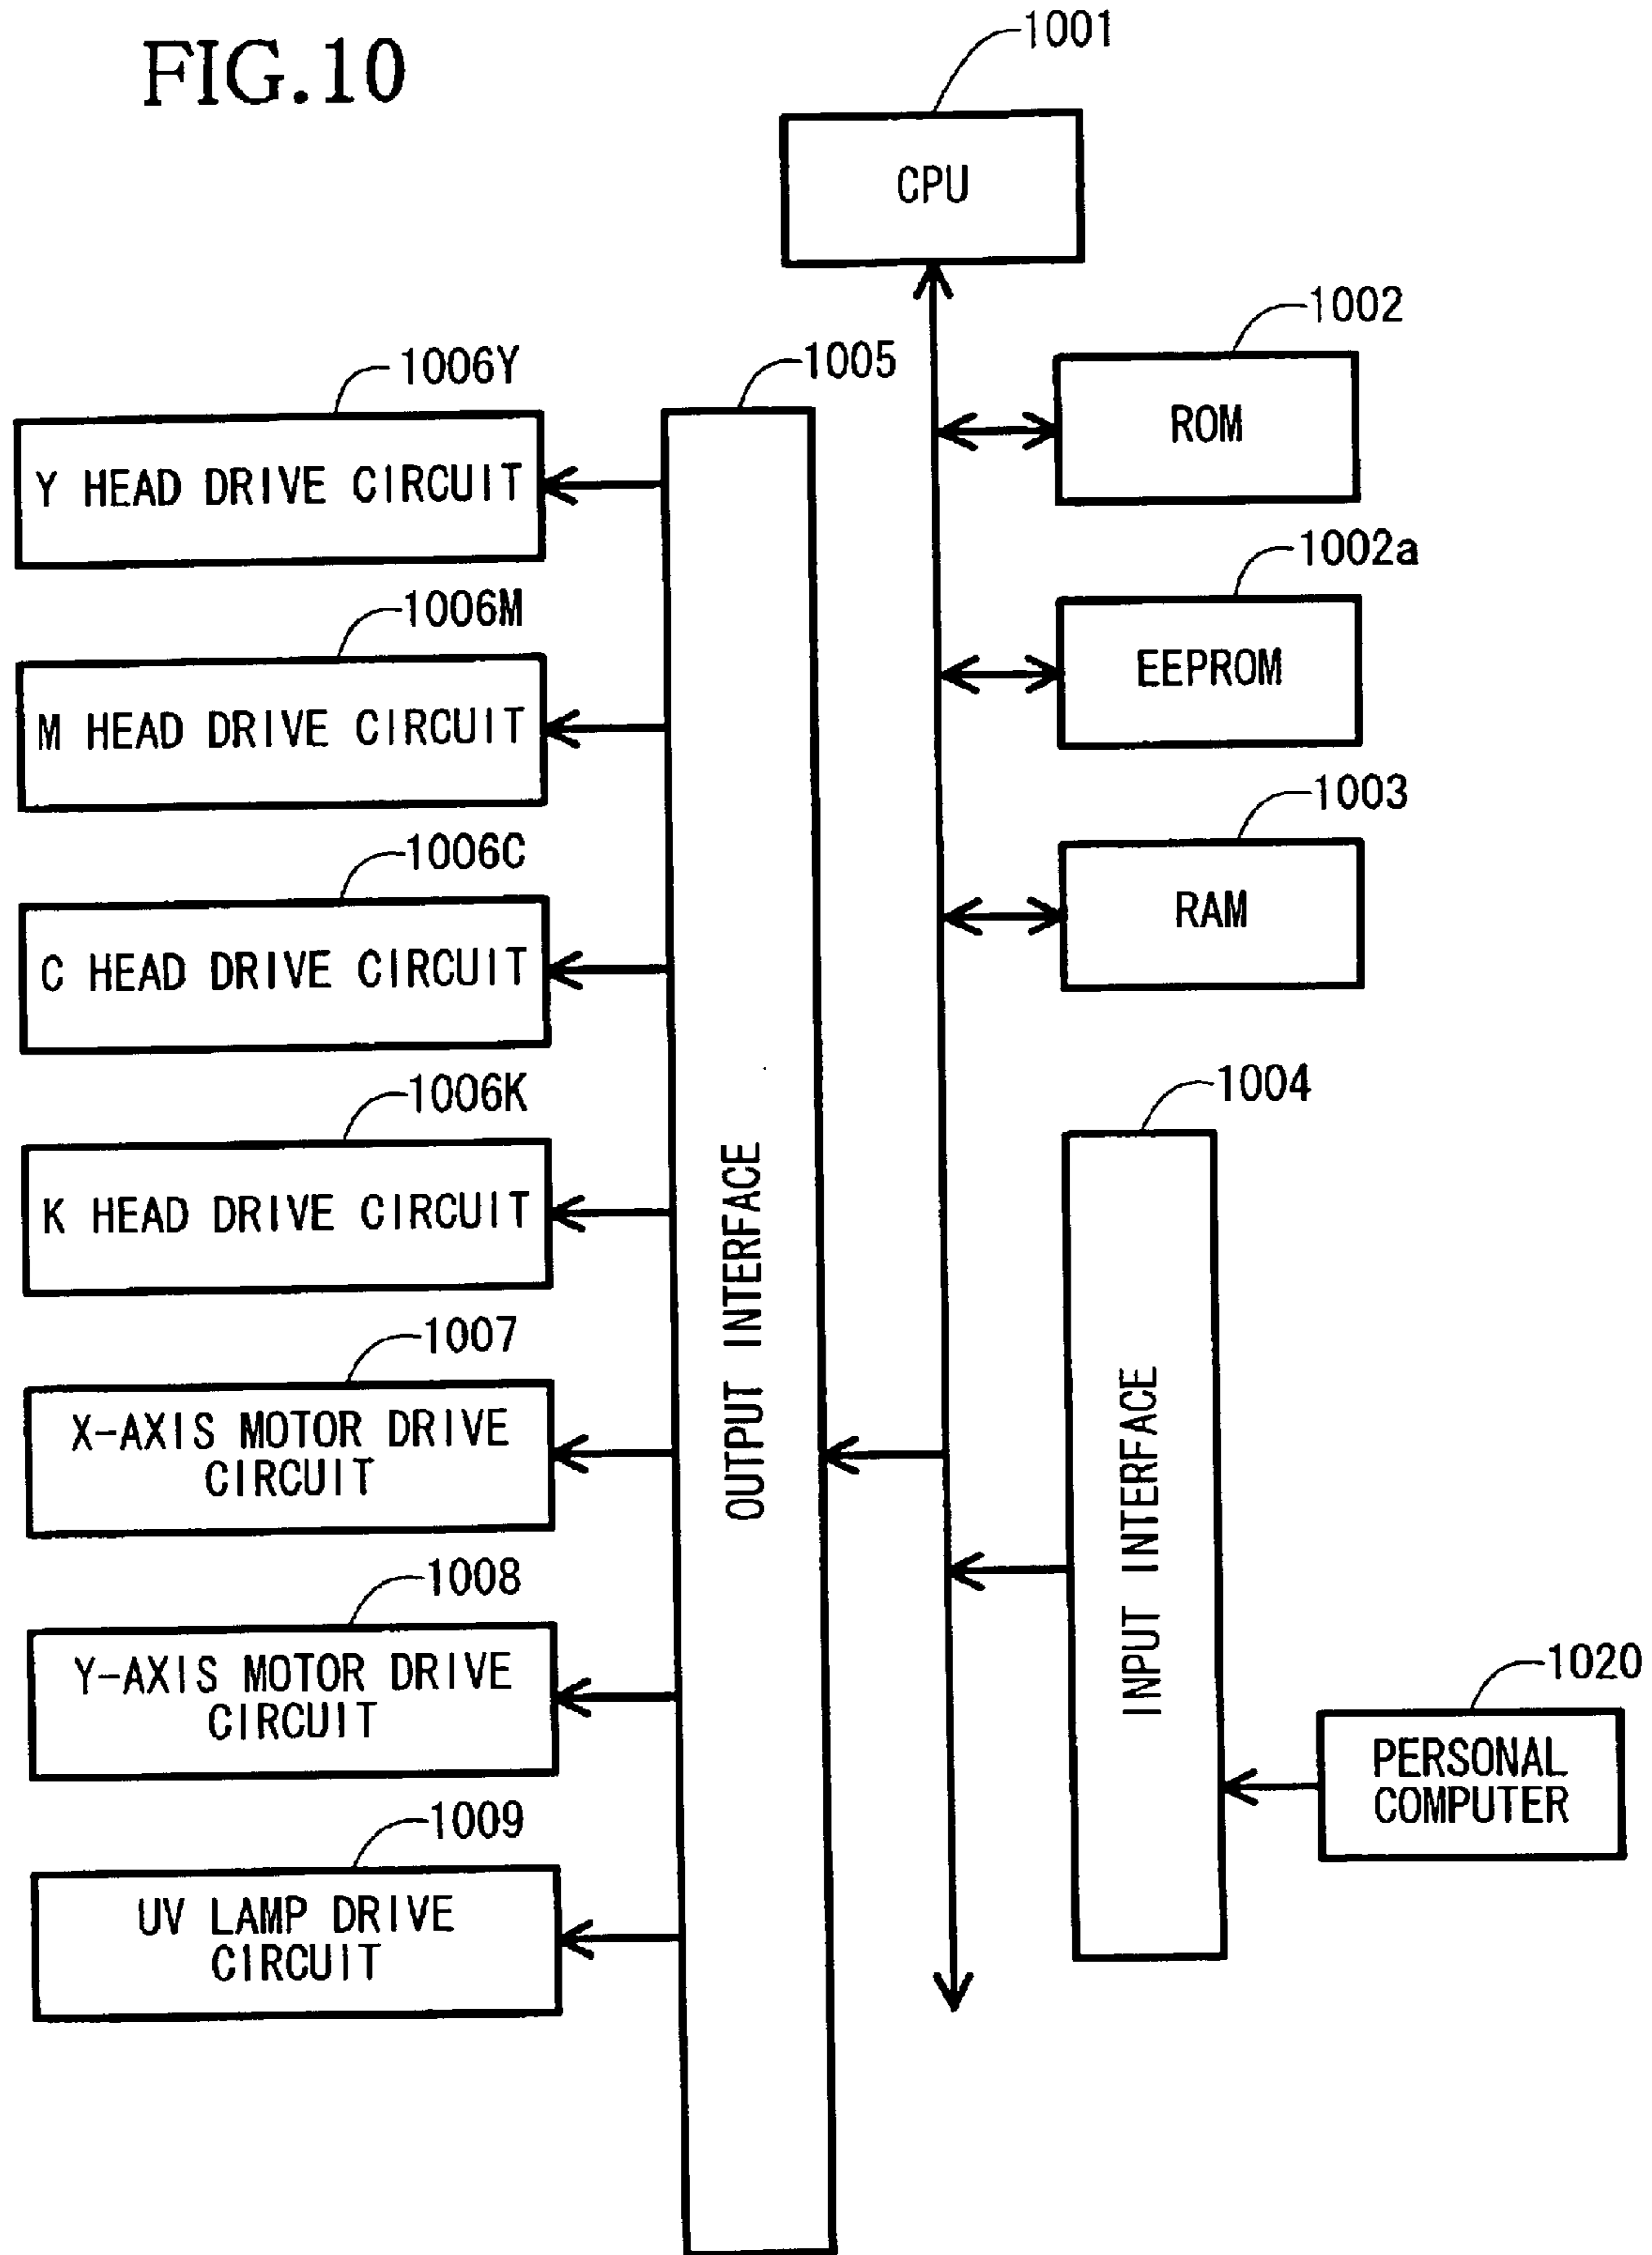 FIG.10
1001
CPU
1002
ROM
1002a
EEPROM
1003
RAM
1005
OUTPUT INTERFACE
1006Y
Y HEAD DRIVE CIRCUIT
1006M
M HEAD DRIVE CIRCUIT
1006C
C HEAD DRIVE CIRCUIT
1006K
K HEAD DRIVE CIRCUIT
1007
X-AXIS MOTOR DRIVE
CIRCUIT
1008
Y-AXIS MOTOR DRIVE
CIRCUIT
1009
UV LAMP DRIVE
CIRCUIT
1004
INPUT INTERFACE
1020
PERSONAL
COMPUTER